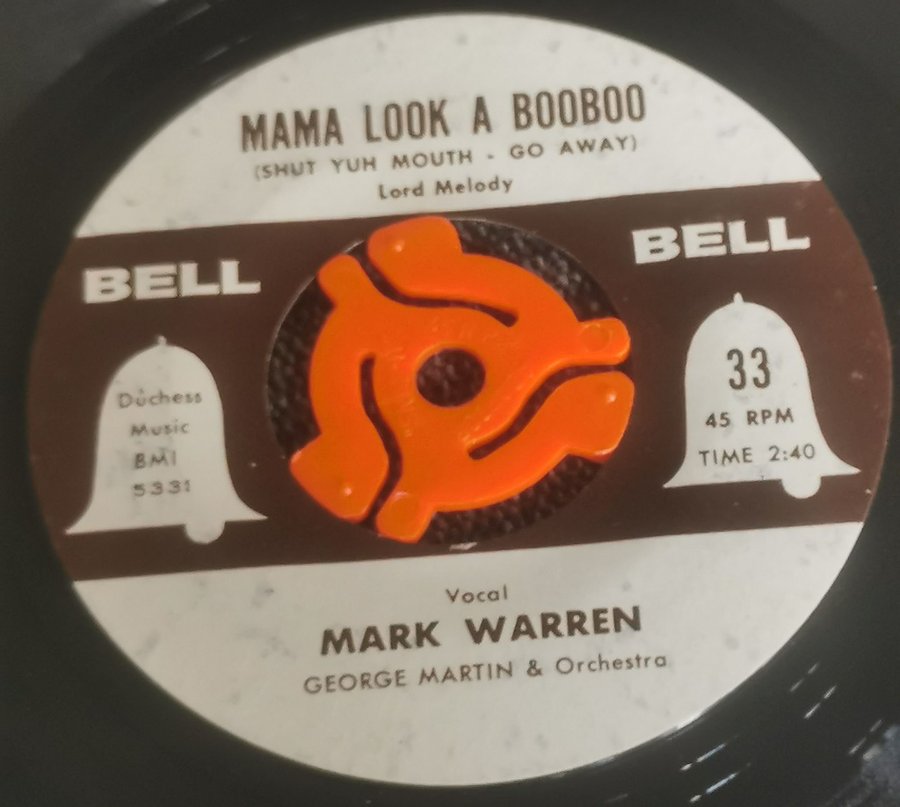 MAMA LOOK A BOOBOO
(SHUT YUH MOUTH - GO AWAY)
Lord Melody
BELL
BELL
Duchess
Music
BMI
5331
33
45 RPM
TIME 2:40
Vocal
MARK WARREN
GEORGE MARTIN & Orchestra